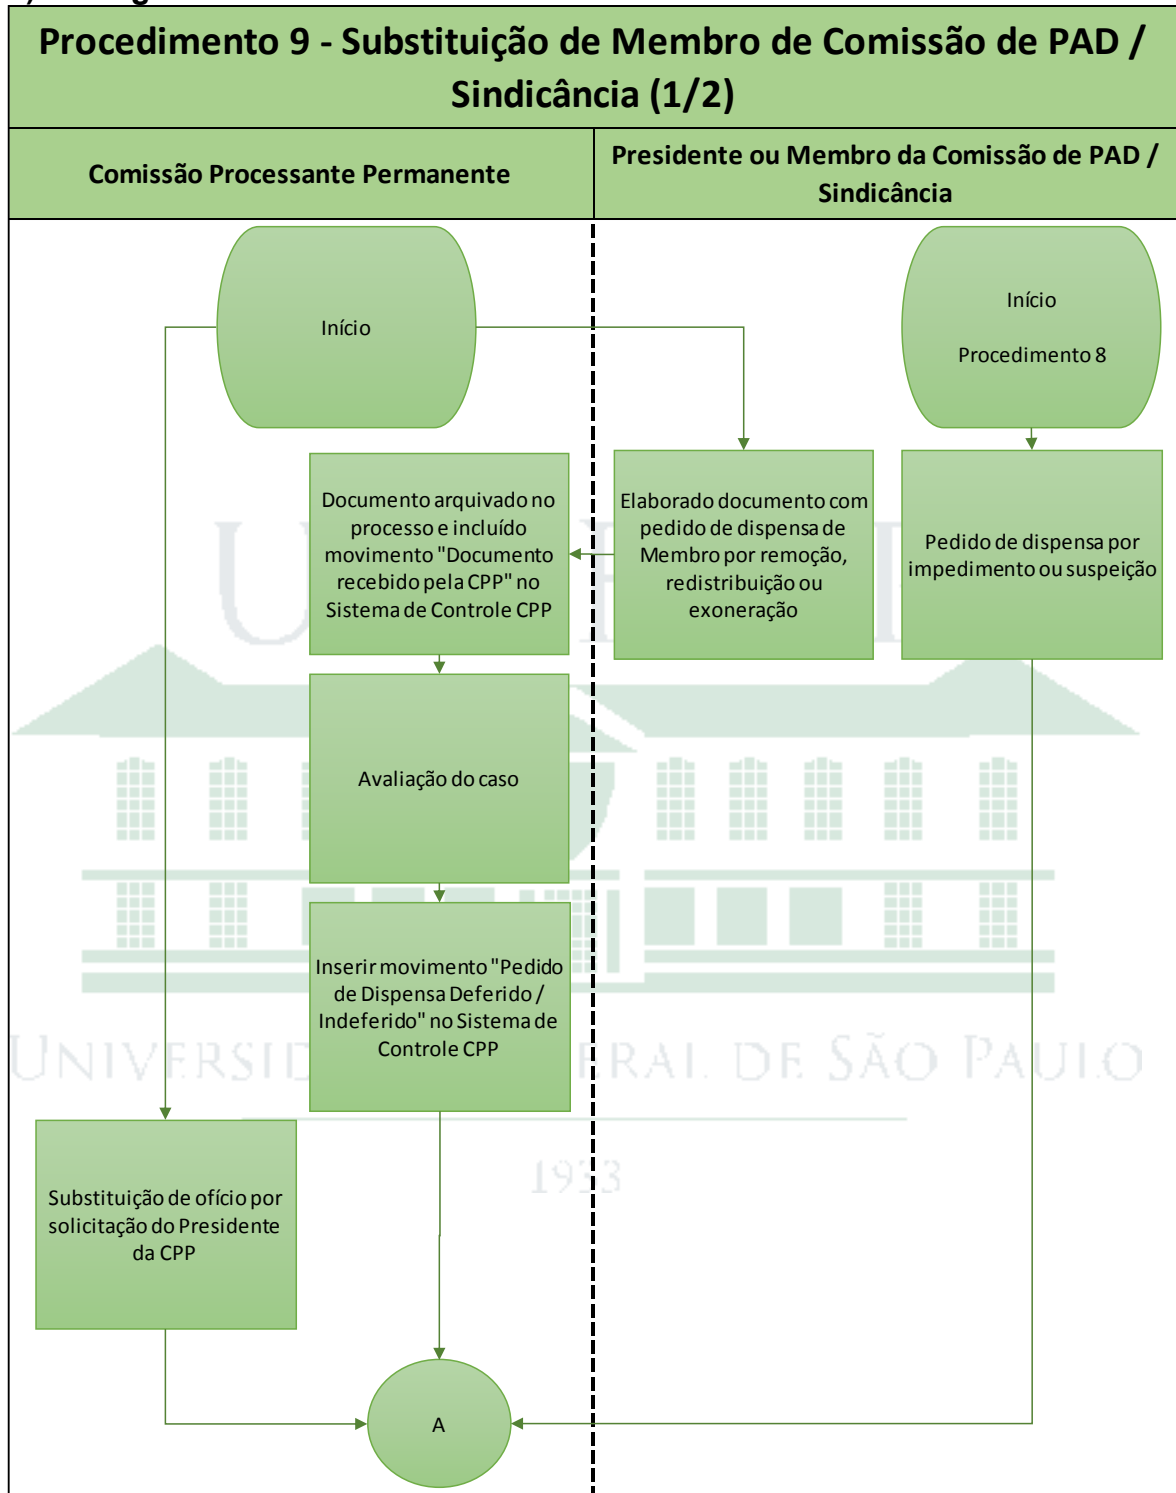 Procedimento 9 - Substituição de Membro de Comissão de PAD /
Sindicância (1/2)
Comissão Processante Permanente
Presidente ou Membro da Comissão de PAD /
Sindicância
Início
Início
Procedimento 8
Documento arquivado no
processo e incluído
movimento "Documento
recebido pela CPP" no
Sistema de Controle CPP
Elaborado documento com
pedido de dispensa de
Membro por remoção,
redistribuição ou
exoneração
Pedido de dispensa por
impedimento ou suspeição
Avaliação do caso
Inserir movimento "Pedido
de Dispensa Deferido /
Indeferido" no Sistema de
Controle CPP
Substituição de ofício por
solicitação do Presidente
da CPP
A
DE SÃO PAULO
1933